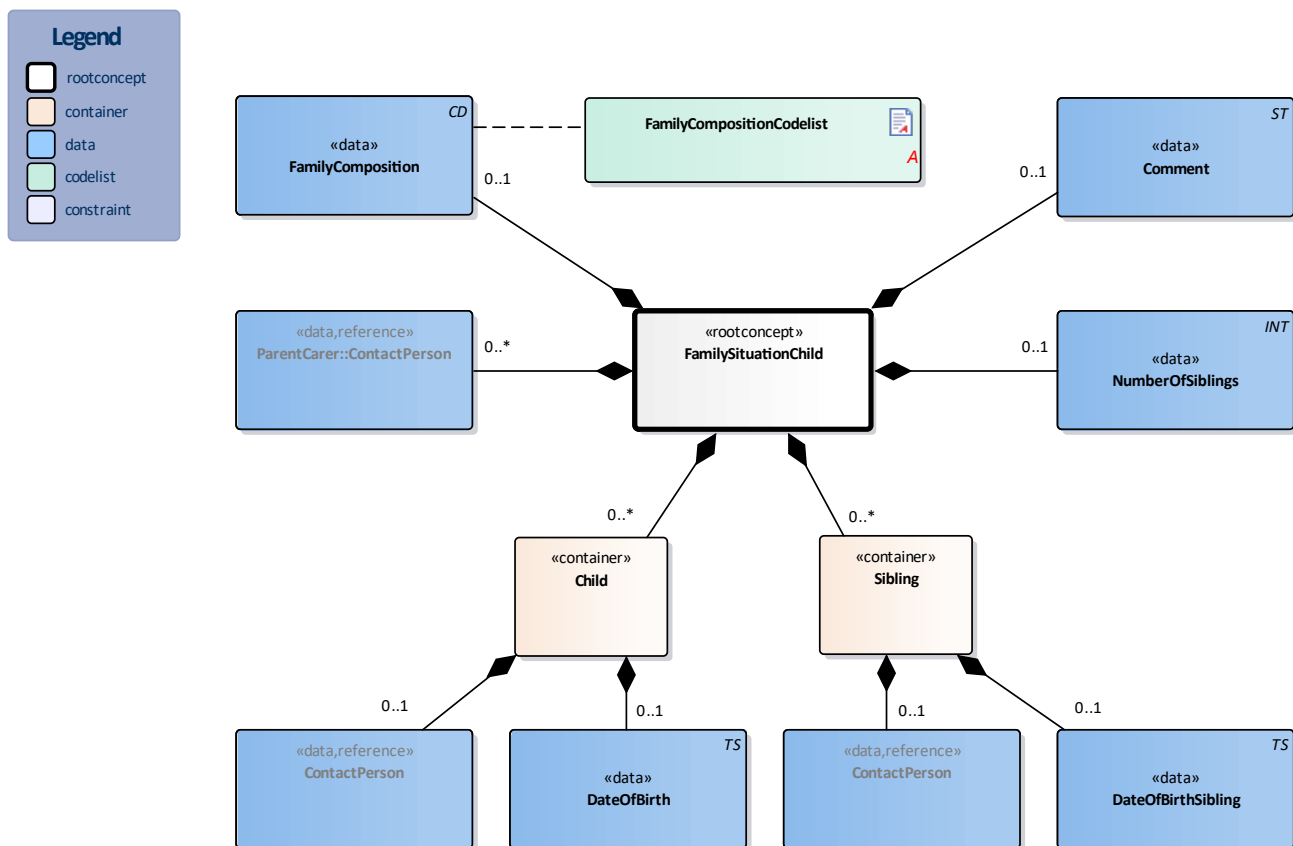 Legend
rootconcept
container
data
codelist
constraint
CD
«data»
FamilyComposition
0..1
FamilyCompositionCodelist
A
ST
«data»
Comment
0..1
«data,reference»
ParentCarer::ContactPerson
0..*
«rootconcept»
FamilySituationChild
INT
«data»
NumberOfSiblings
0..1
0..*
0..*
«container»
Child
«container»
Sibling
0..1
0..1
0..1
0..1
«data,reference»
ContactPerson
TS
«data»
DateOfBirth
«data,reference»
ContactPerson
TS
«data»
DateOfBirthSibling